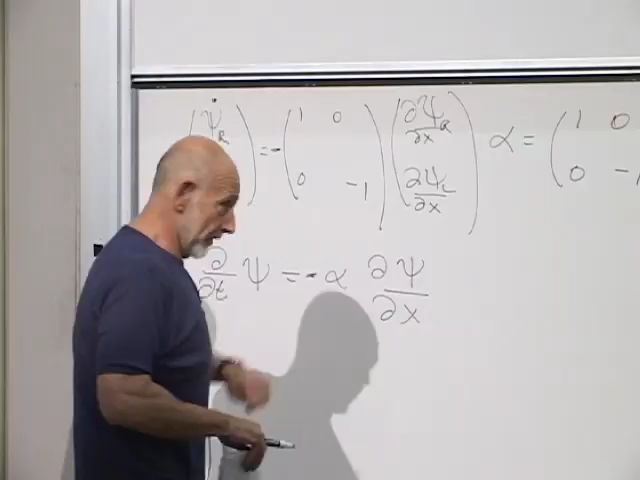 ( ψ̇_R ) = - ( 1 0 ; 0 -1 ) ( ∂ψ_R/∂x ; ∂ψ_L/∂x ) α = ( 1 0 ; 0 -1
∂/∂t ψ = - α ∂ψ/∂x